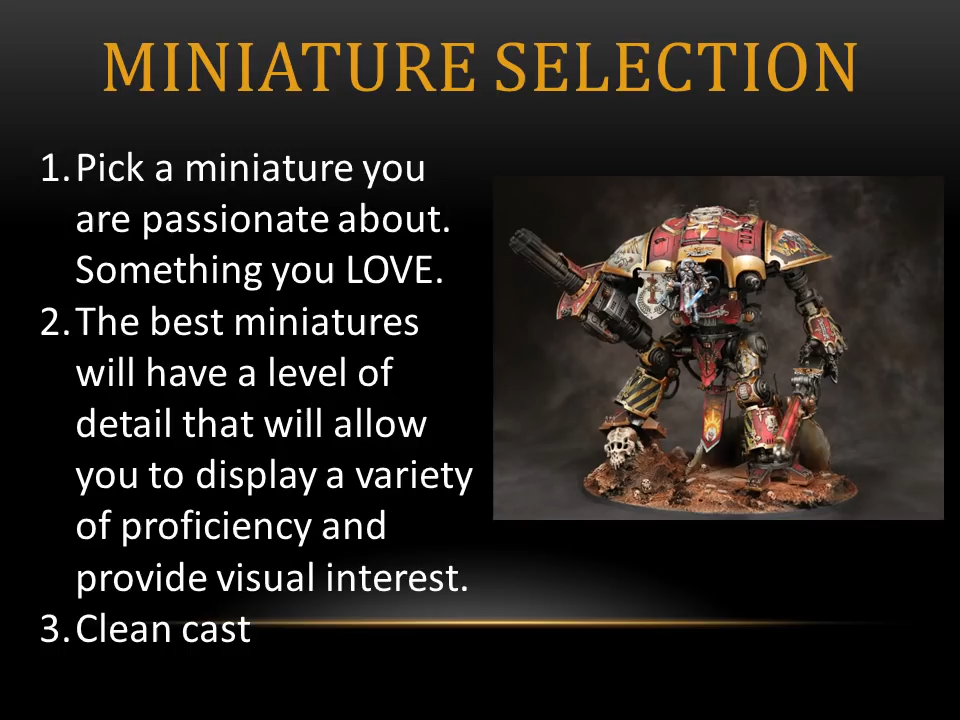 MINIATURE SELECTION
1. Pick a miniature you
are passionate about.
Something you LOVE.
2. The best miniatures
will have a level of
detail that will allow
you to display a variety
of proficiency and
provide visual interest.
3. Clean cast